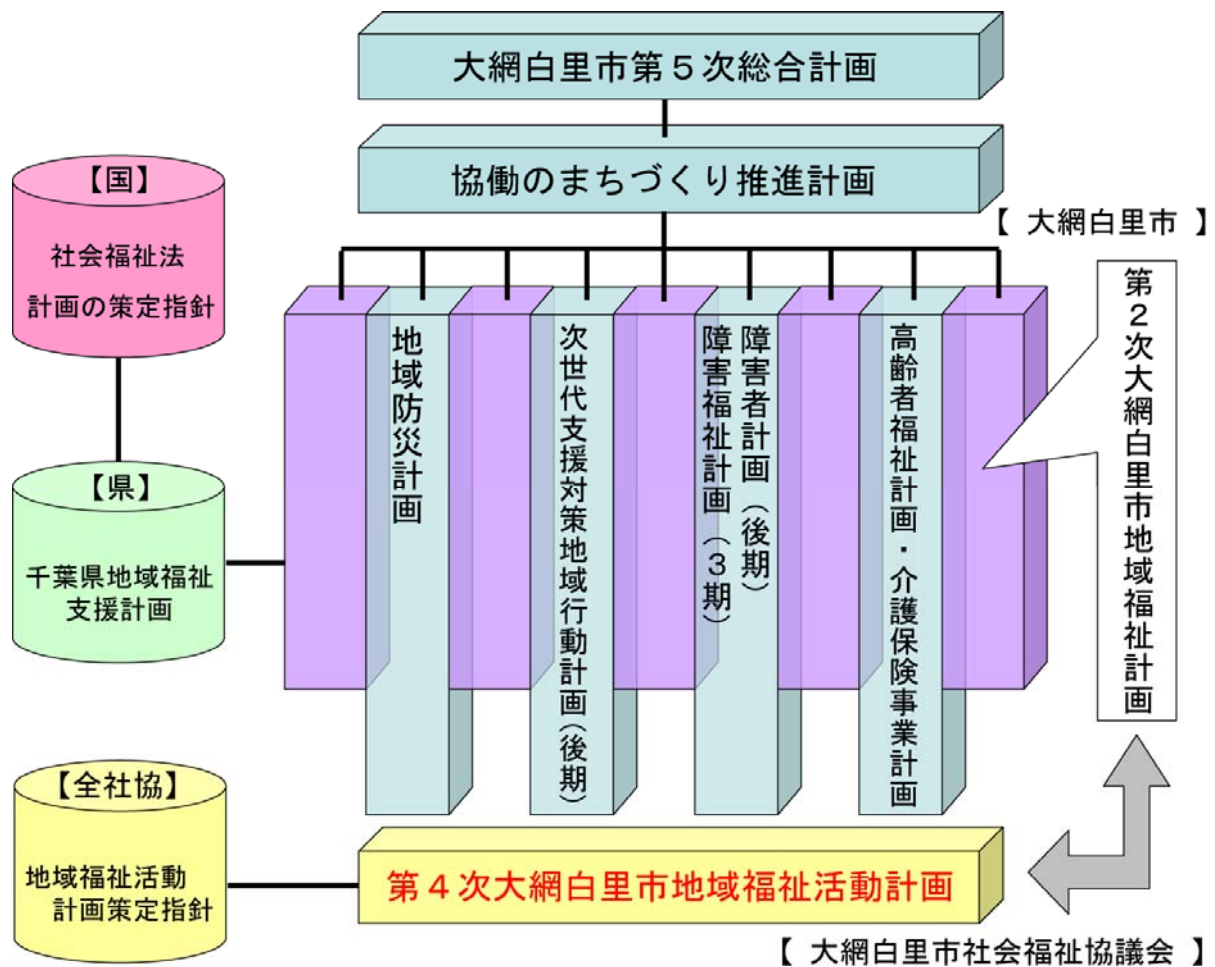 大網白里市第５次総合計画
協働のまちづくり推進計画
【国】
社会福祉法
計画の策定指針
【 大網白里市 】
第２次大網白里市地域福祉計画
地域防災計画
次世代支援対策地域行動計画（後期）
障害者計画（後期）
障害福祉計画（３期）
高齢者福祉計画・介護保険事業計画
【県】
千葉県地域福祉
支援計画
【全社協】
地域福祉活動
計画策定指針
第４次大網白里市地域福祉活動計画
【 大網白里市社会福祉協議会 】